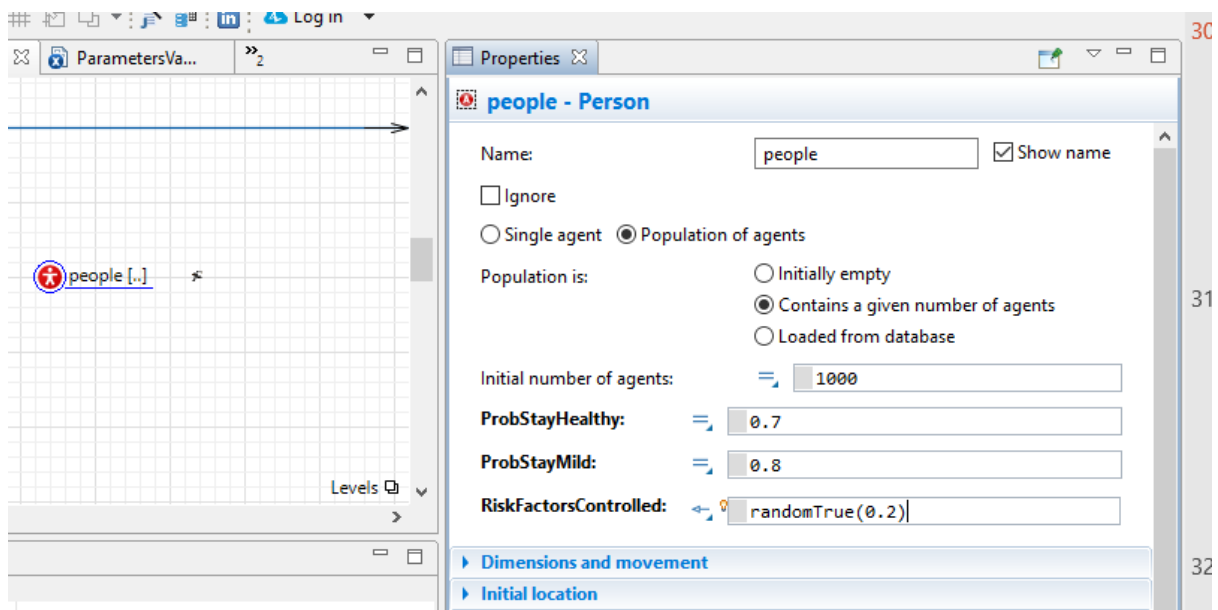 in
Log in
ParametersVa...
»2
Properties
30
people - Person
Name:
people
Show name
Ignore
Single agent
Population of agents
people [..]
Population is:
Initially empty
Contains a given number of agents
31
Loaded from database
Initial number of agents:
1000
ProbStayHealthy:
0.7
ProbStayMild:
0.8
Levels
RiskFactorsControlled:
randomTrue(0.2)
Dimensions and movement
32
Initial location